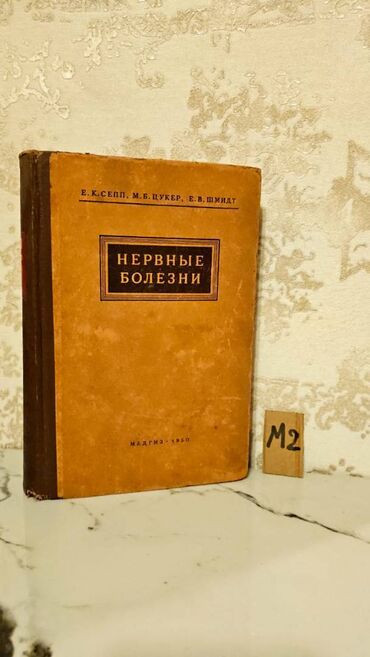 Е. К. СЕПП, М. Б. ЦУКЕР, Е. В. ШМИДТ
НЕРВНЫЕ
БОЛЕЗНИ
МЕДГИЗ - 1950
M2